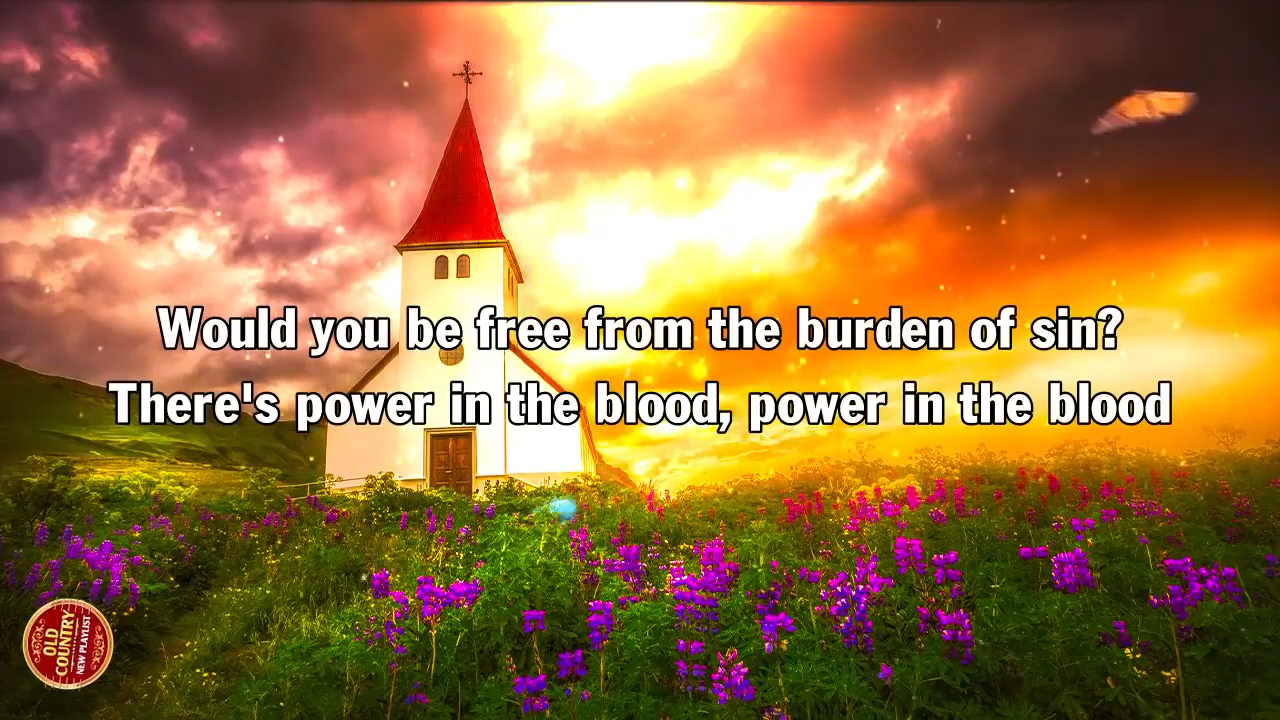 Would you be free from the burden of sin?
There's power in the blood, power in the blood
OLD
COUNTRY
NEW PLAYLIST